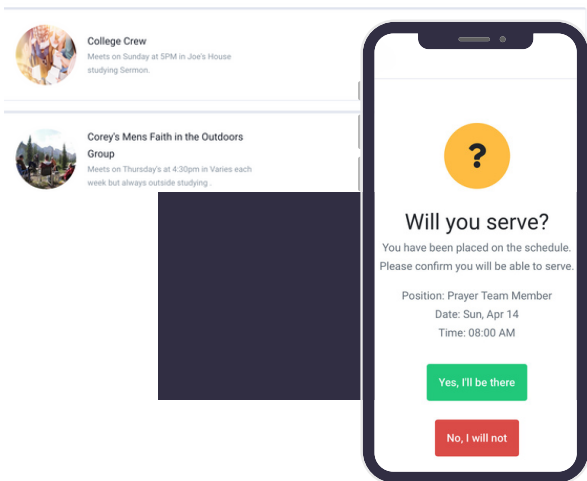 College Crew
Meets on Sunday at 5PM in Joe's House
studying Sermon.
Corey's Mens Faith in the Outdoors
Group
Meets on Thursday's at 4:30pm in Varies each
week but always outside studying .
?
Will you serve?
You have been placed on the schedule.
Please confirm you will be able to serve.
Position: Prayer Team Member
Date: Sun, Apr 14
Time: 08:00 AM
Yes, I'll be there
No, I will not